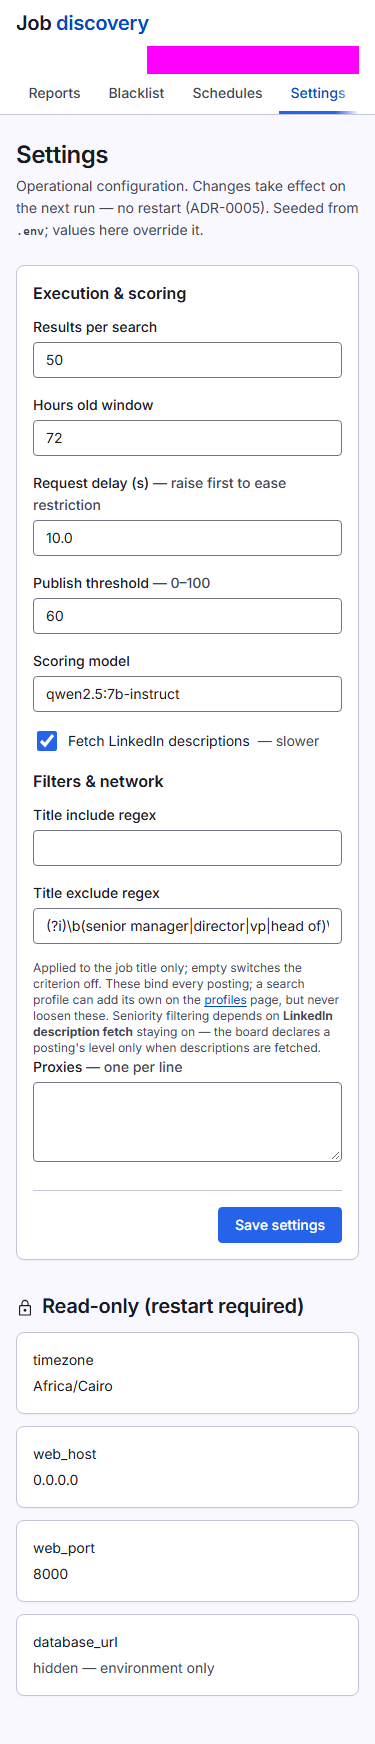 Job discovery
Reports Blacklist Schedules Settings
Settings
Operational configuration. Changes take effect on
the next run — no restart (ADR-0005). Seeded from
.env; values here override it.
Execution & scoring
Results per search
50
Hours old window
72
Request delay (s) — raise first to ease
restriction
10.0
Publish threshold — 0–100
60
Scoring model
qwen2.5:7b-instruct
Fetch LinkedIn descriptions — slower
Filters & network
Title include regex
Title exclude regex
(?i)\b(senior manager|director|vp|head of)\
Applied to the job title only; empty switches the
criterion off. These bind every posting; a search
profile can add its own on the profiles page, but never
loosen these. Seniority filtering depends on LinkedIn
description fetch staying on — the board declares a
posting's level only when descriptions are fetched.
Proxies — one per line
Save settings
Read-only (restart required)
timezone
Africa/Cairo
web_host
0.0.0.0
web_port
8000
database_url
hidden — environment only